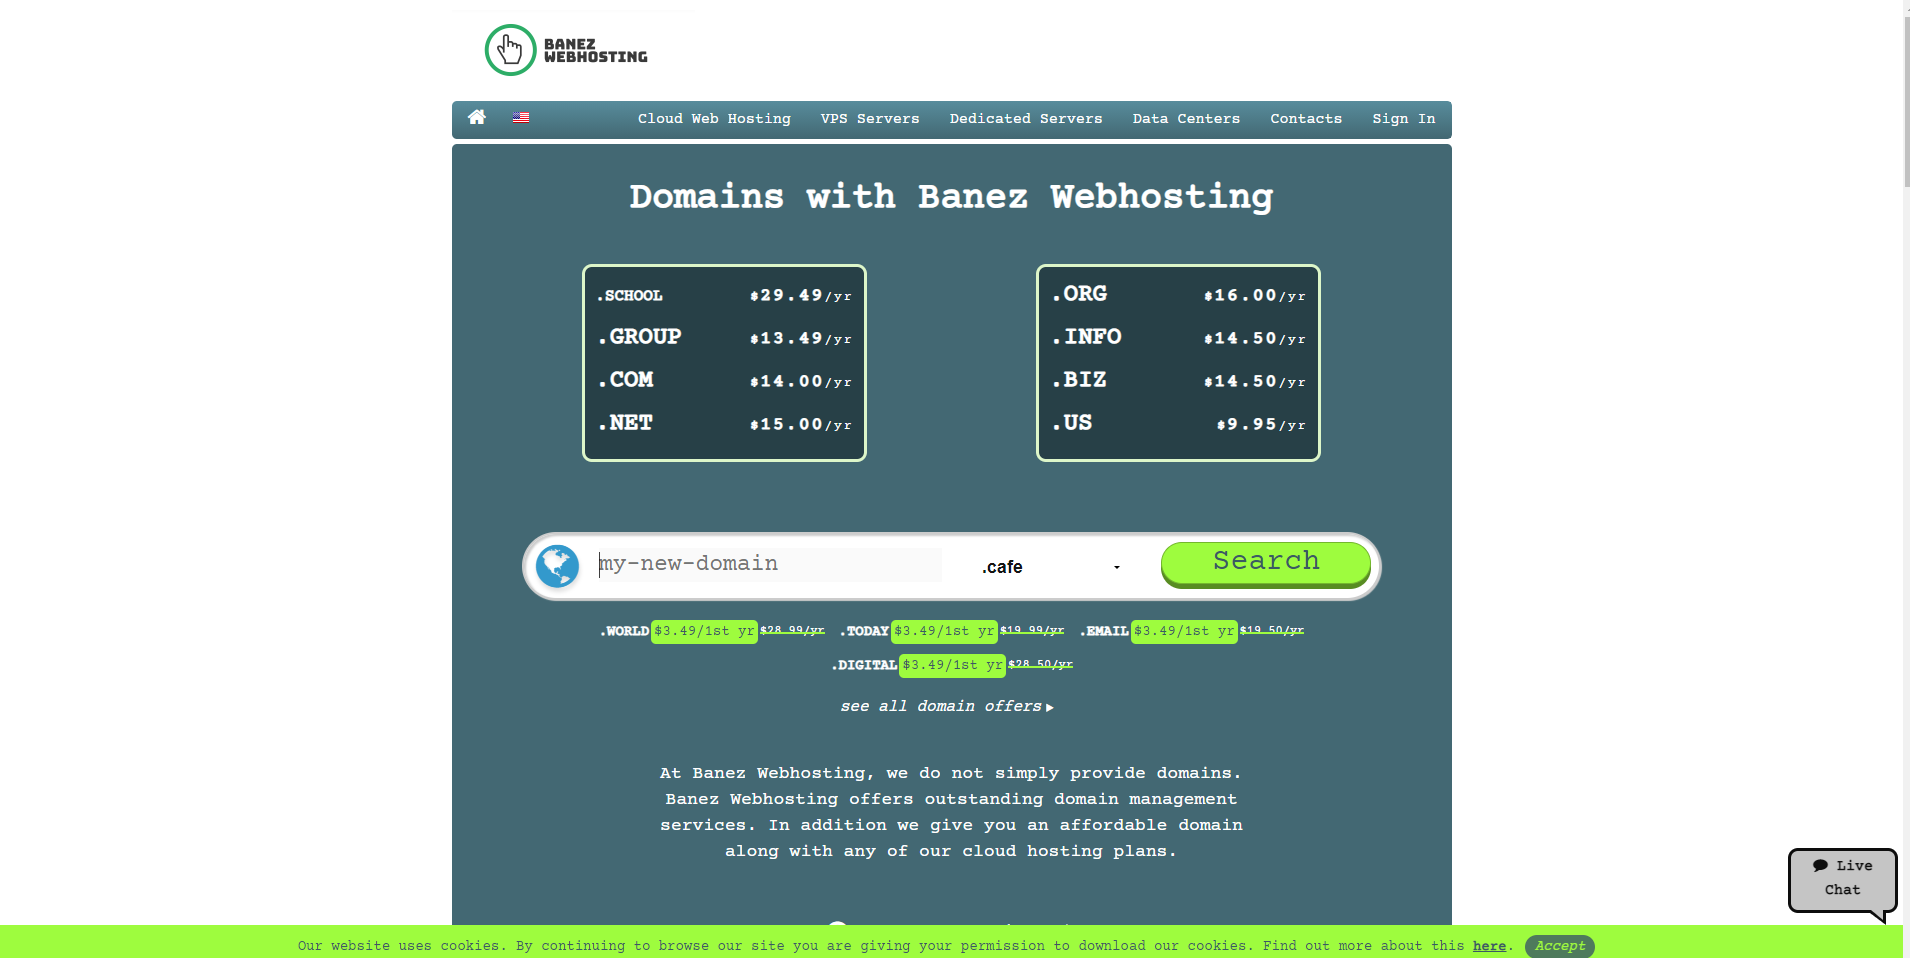 BANEZ
WEBHOSTING
Cloud Web Hosting VPS Servers Dedicated Servers Data Centers Contacts Sign In
Domains with Banez Webhosting
.SCHOOL $29.49/yr
.GROUP $13.49/yr
.COM $14.00/yr
.NET $15.00/yr
.ORG $16.00/yr
.INFO $14.50/yr
.BIZ $14.50/yr
.US $9.95/yr
my-new-domain .cafe Search
.WORLD $3.49/1st yr $28.99/yr .TODAY $3.49/1st yr $19.99/yr .EMAIL $3.49/1st yr $19.50/yr
.DIGITAL $3.49/1st yr $28.50/yr
see all domain offers
At Banez Webhosting, we do not simply provide domains.
Banez Webhosting offers outstanding domain management
services. In addition we give you an affordable domain
along with any of our cloud hosting plans.
Live
Chat
Our website uses cookies. By continuing to browse our site you are giving your permission to download our cookies. Find out more about this here. Accept